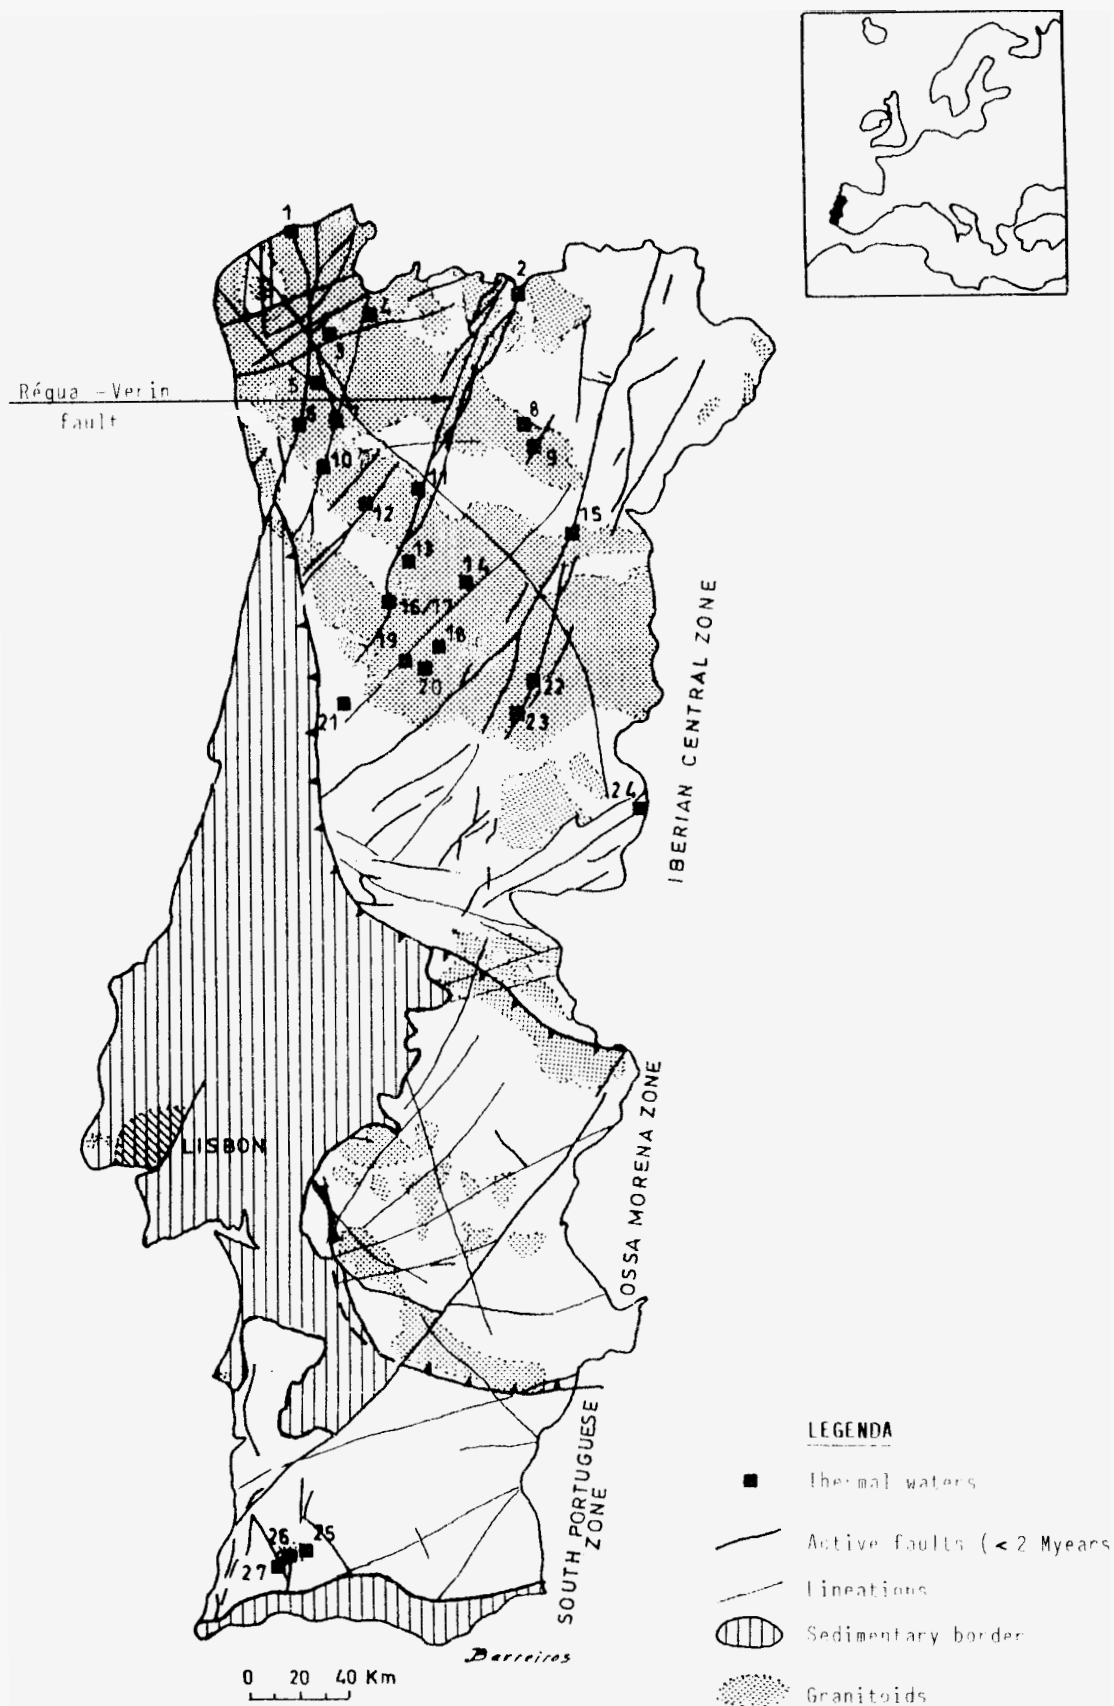 1
2
4
3
Régua - Verin
fault
5
6
7
8
9
10
11
12
15
13
14
16/17
19
18
20
22
21
23
24
IBERIAN CENTRAL ZONE
OSSA MORENA ZONE
LISBON
SOUTH PORTUGUESE
ZONE
26
25
27
Barreiros
0 20 40 Km
LEGENDA
Thermal waters
Active faults (< 2 Myears
Lineations
Sedimentary border
Granitoids